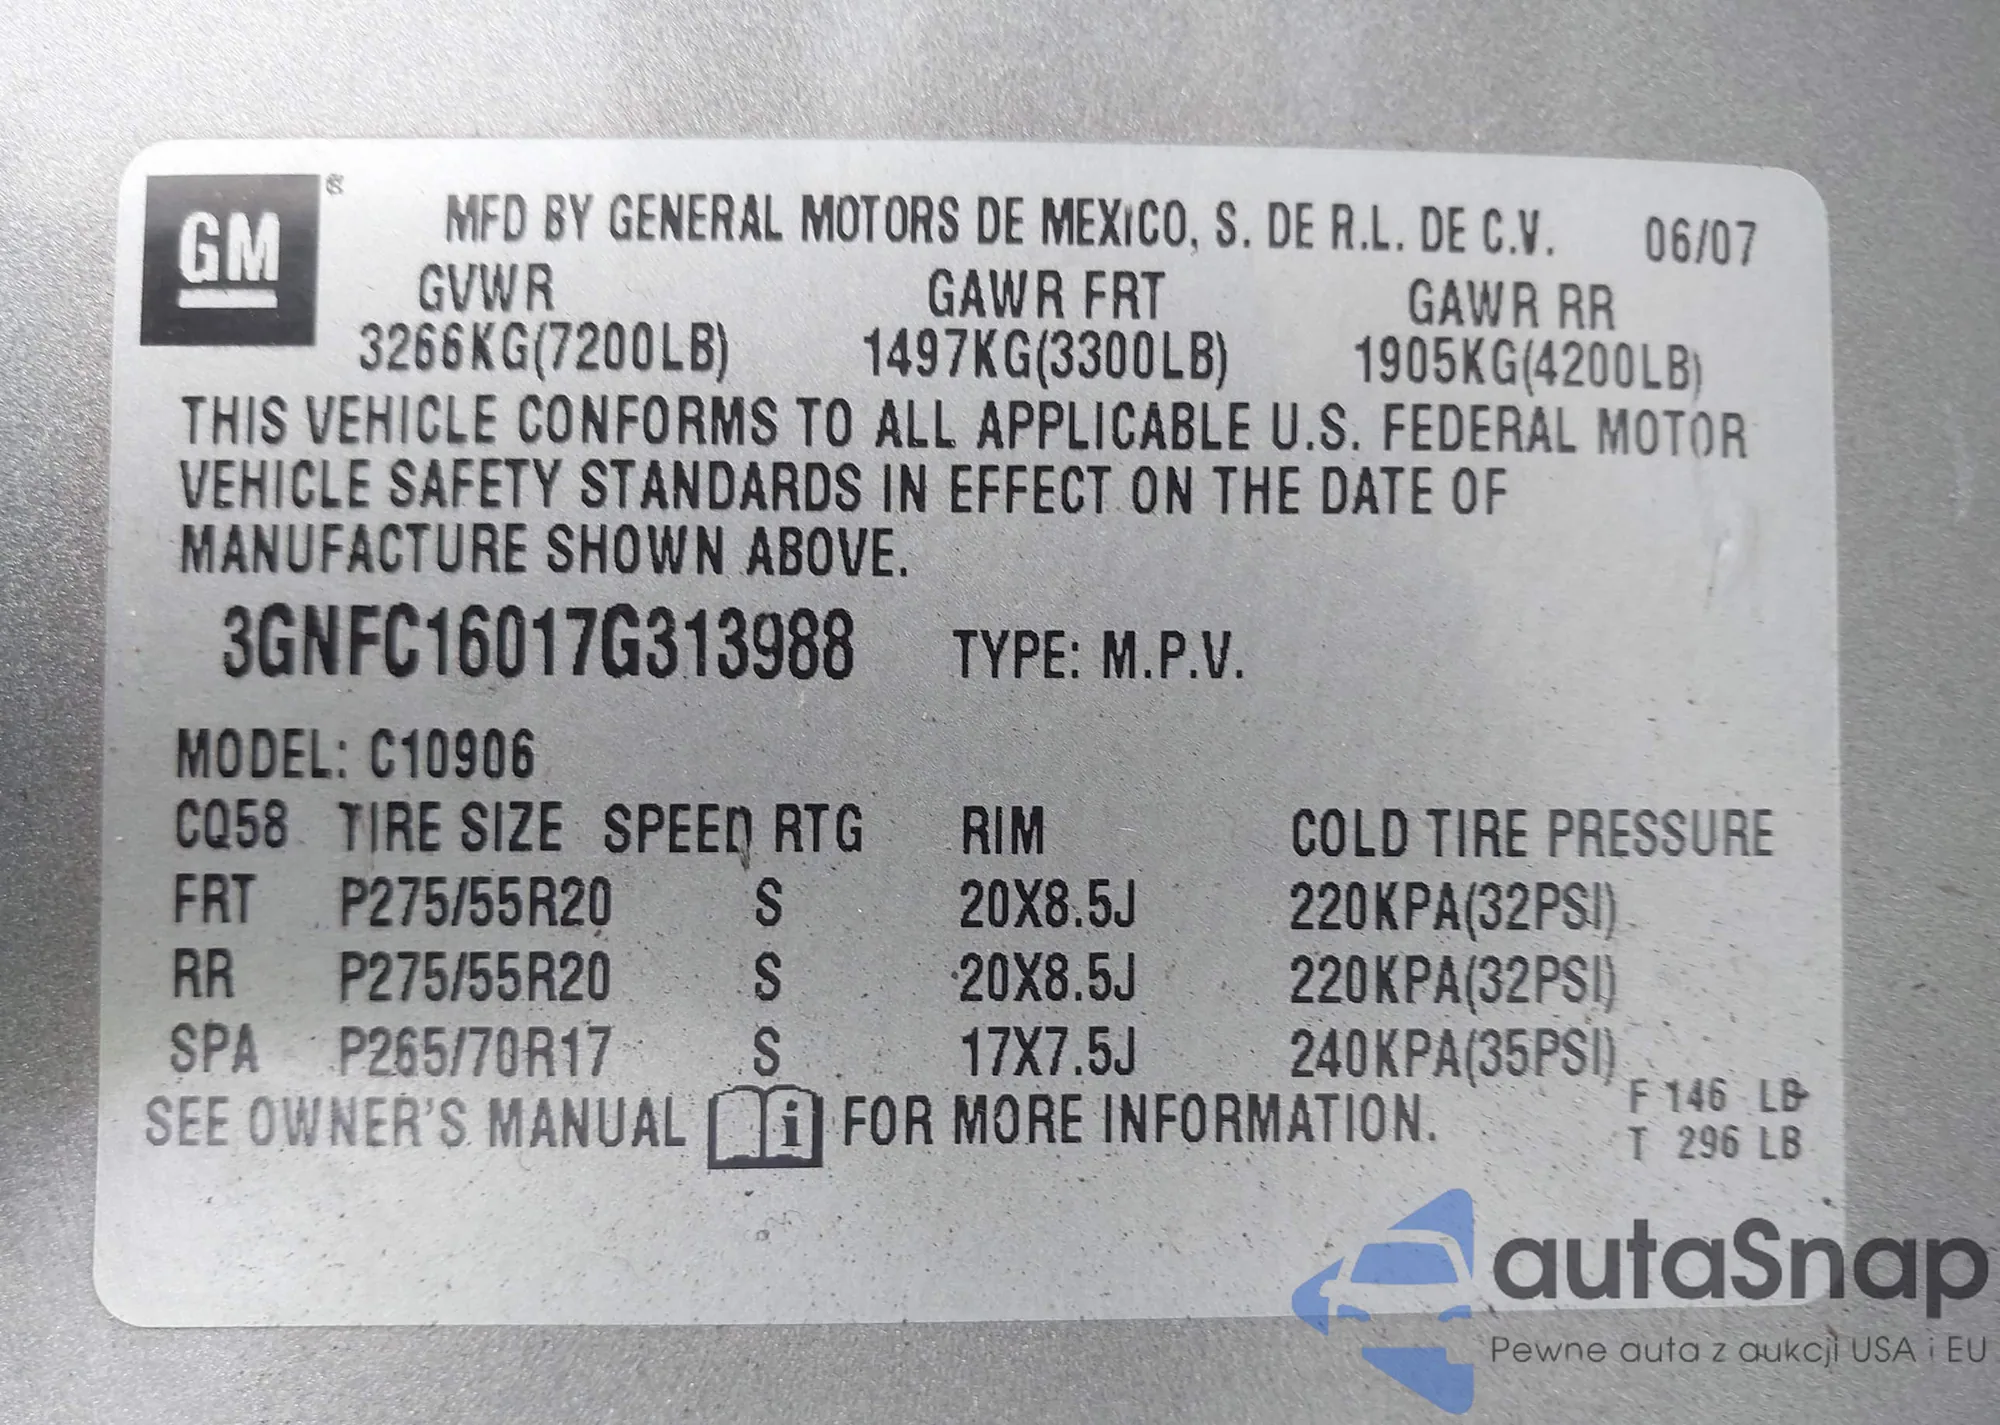 GM ®
MFD BY GENERAL MOTORS DE MEXICO, S. DE R.L. DE C.V. 06/07
GVWR GAWR FRT GAWR RR
3266KG(7200LB) 1497KG(3300LB) 1905KG(4200LB)
THIS VEHICLE CONFORMS TO ALL APPLICABLE U.S. FEDERAL MOTOR
VEHICLE SAFETY STANDARDS IN EFFECT ON THE DATE OF
MANUFACTURE SHOWN ABOVE.
3GNFC16017G313988 TYPE: M.P.V.
MODEL: C10906
CQ58 TIRE SIZE SPEED RTG RIM COLD TIRE PRESSURE
FRT P275/55R20 S 20X8.5J 220KPA(32PSI)
RR P275/55R20 S 20X8.5J 220KPA(32PSI)
SPA P265/70R17 S 17X7.5J 240KPA(35PSI)
SEE OWNER'S MANUAL i FOR MORE INFORMATION.
F 146 LB
T 296 LB
autaSnap
Pewne auta z aukcji USA i EU